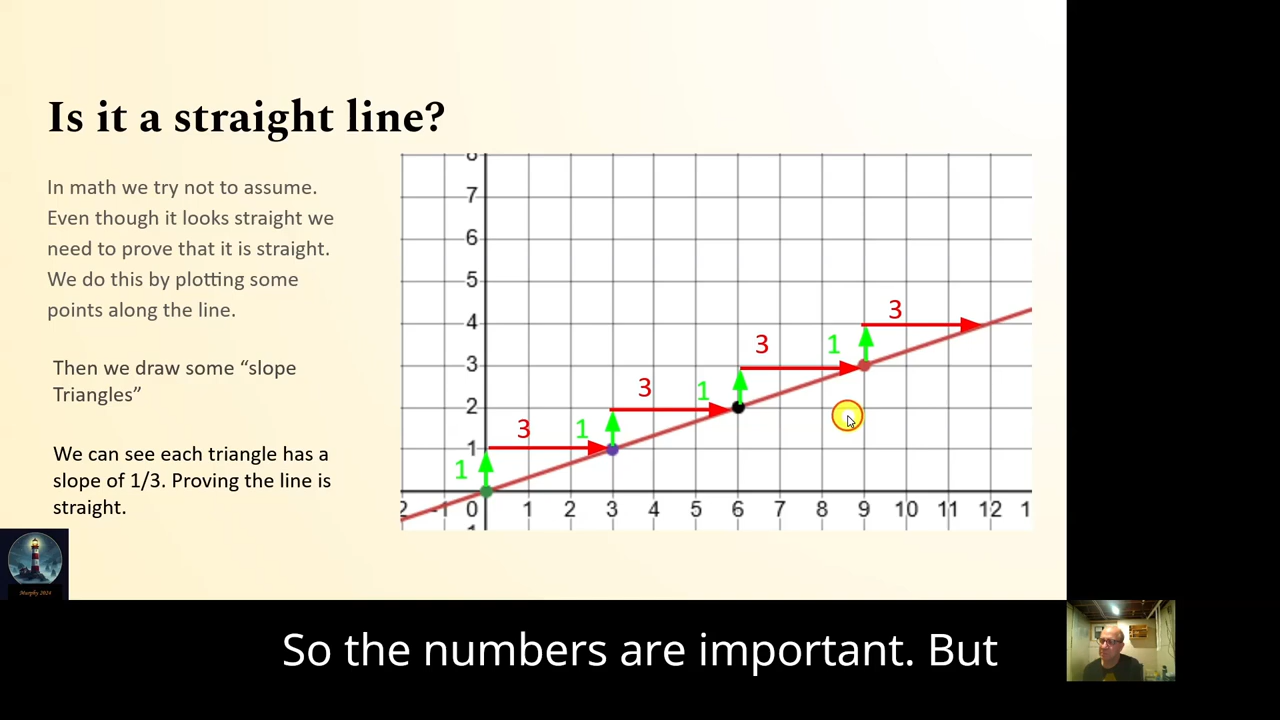 Is it a straight line?
In math we try not to assume.
Even though it looks straight we
need to prove that it is straight.
We do this by plotting some
points along the line.
Then we draw some “slope
Triangles”
We can see each triangle has a
slope of 1/3. Proving the line is
straight.
8
7
6
5
4
3
2
1
3
3
3
3
1
1
1
1
2 -1 0 1 2 3 4 5 6 7 8 9 10 11 12 1
Murphy 2024
So the numbers are important. But